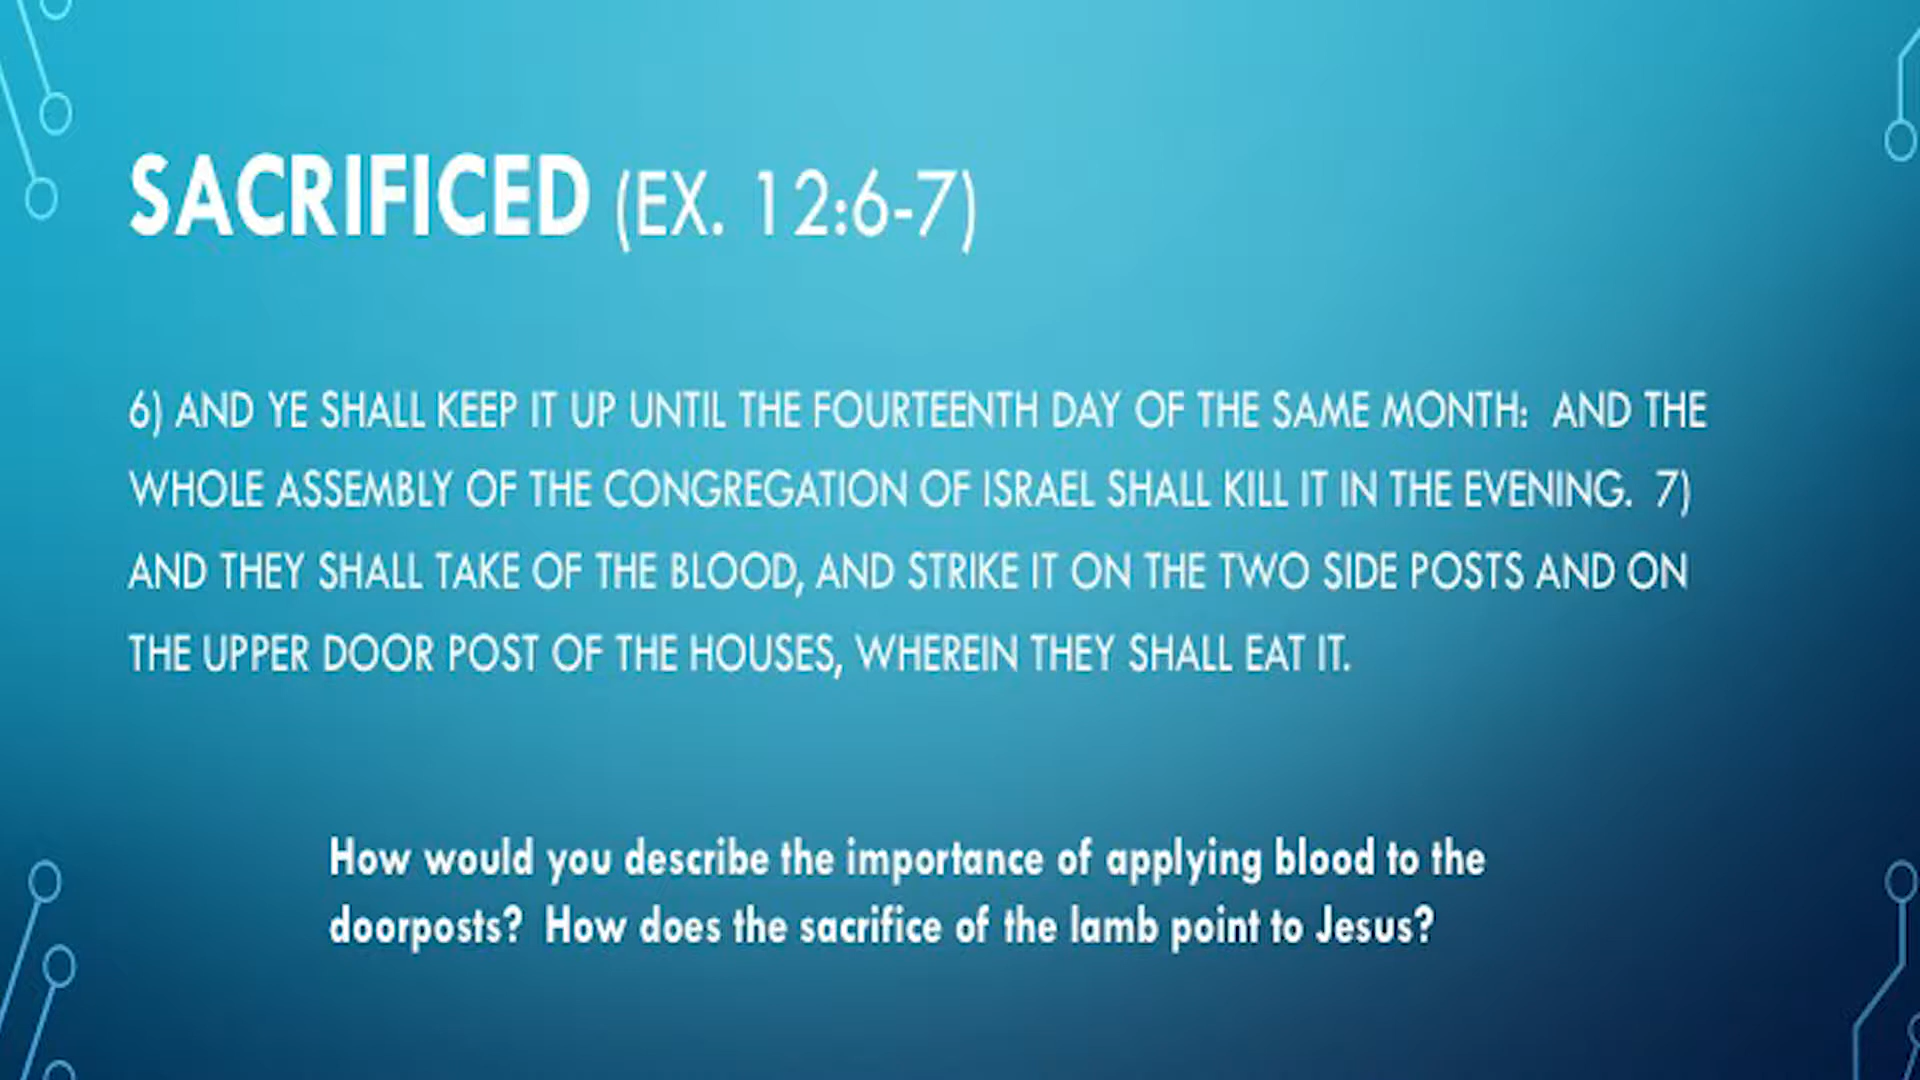 SACRIFICED (EX. 12:6-7)
6) AND YE SHALL KEEP IT UP UNTIL THE FOURTEENTH DAY OF THE SAME MONTH:  AND THE
WHOLE ASSEMBLY OF THE CONGREGATION OF ISRAEL SHALL KILL IT IN THE EVENING.  7)
AND THEY SHALL TAKE OF THE BLOOD, AND STRIKE IT ON THE TWO SIDE POSTS AND ON
THE UPPER DOOR POST OF THE HOUSES, WHEREIN THEY SHALL EAT IT.
How would you describe the importance of applying blood to the
doorposts?  How does the sacrifice of the lamb point to Jesus?